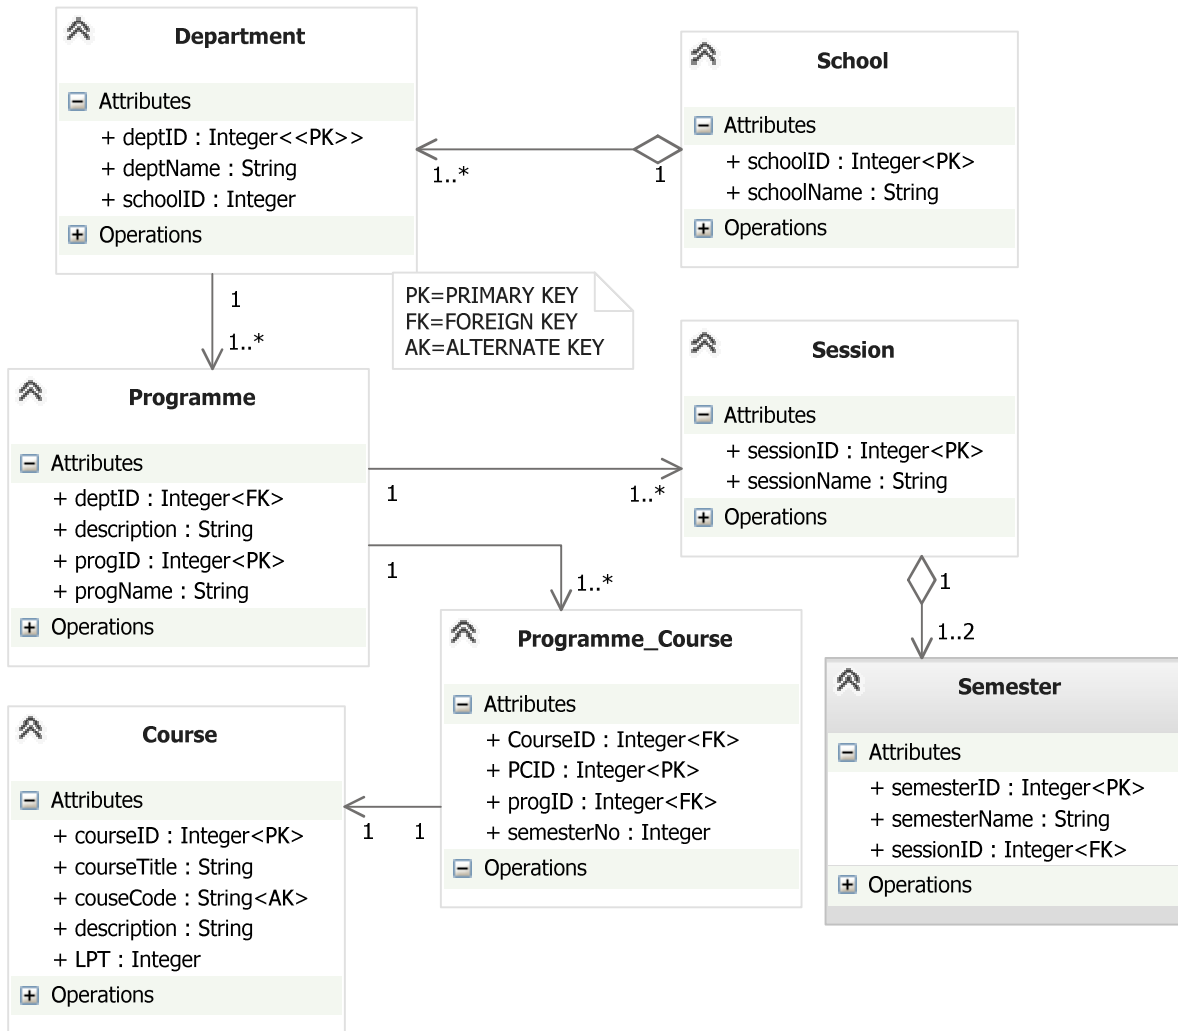 Department
Attributes
+ deptID : Integer<<PK>>
+ deptName : String
+ schoolID : Integer
Operations
School
Attributes
+ schoolID : Integer<PK>
+ schoolName : String
Operations
1..*
1
1
1..*
PK=PRIMARY KEY
FK=FOREIGN KEY
AK=ALTERNATE KEY
Session
Attributes
+ sessionID : Integer<PK>
+ sessionName : String
Operations
Programme
Attributes
+ deptID : Integer<FK>
+ description : String
+ progID : Integer<PK>
+ progName : String
Operations
1
1..*
1
1..*
1
1..2
Programme_Course
Attributes
+ CourseID : Integer<FK>
+ PCID : Integer<PK>
+ progID : Integer<FK>
+ semesterNo : Integer
Operations
Semester
Attributes
+ semesterID : Integer<PK>
+ semesterName : String
+ sessionID : Integer<FK>
Operations
Course
Attributes
+ courseID : Integer<PK>
+ courseTitle : String
+ couseCode : String<AK>
+ description : String
+ LPT : Integer
Operations
1
1